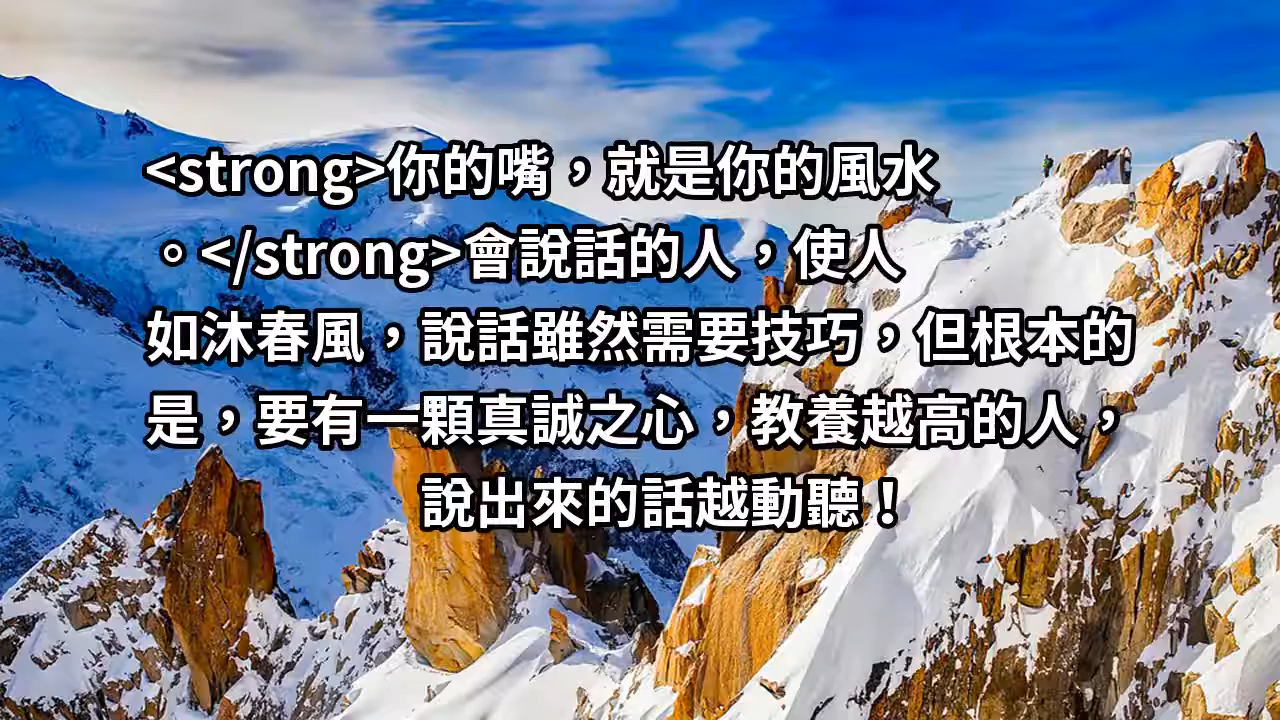 <strong>你的嘴，就是你的風水
。</strong>會說話的人，使人
如沐春風，說話雖然需要技巧，但根本的
是，要有一顆真誠之心，教養越高的人，
說出來的話越動聽！